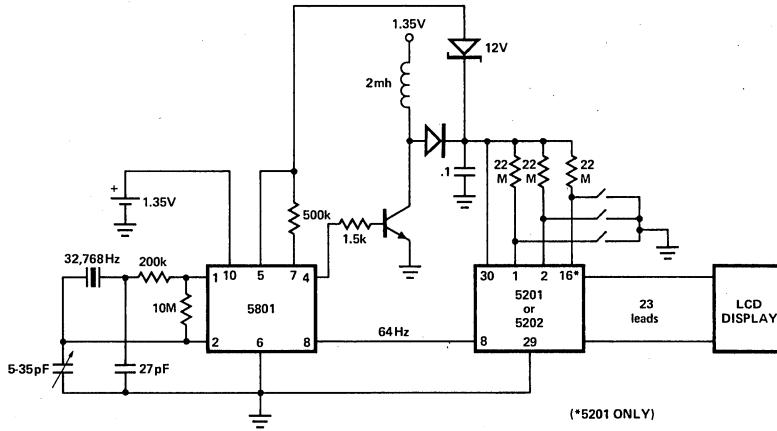 1.35V
12V
2mh
.1
22 M
22 M
22 M
+
1.35V
500k
1.5k
32,768Hz
200k
10M
1
10
5
7
4
5801
2
6
8
64Hz
30
1
2
16*
5201
or
5202
8
29
23
leads
LCD
DISPLAY
5-35pF
27pF
(*5201 ONLY)